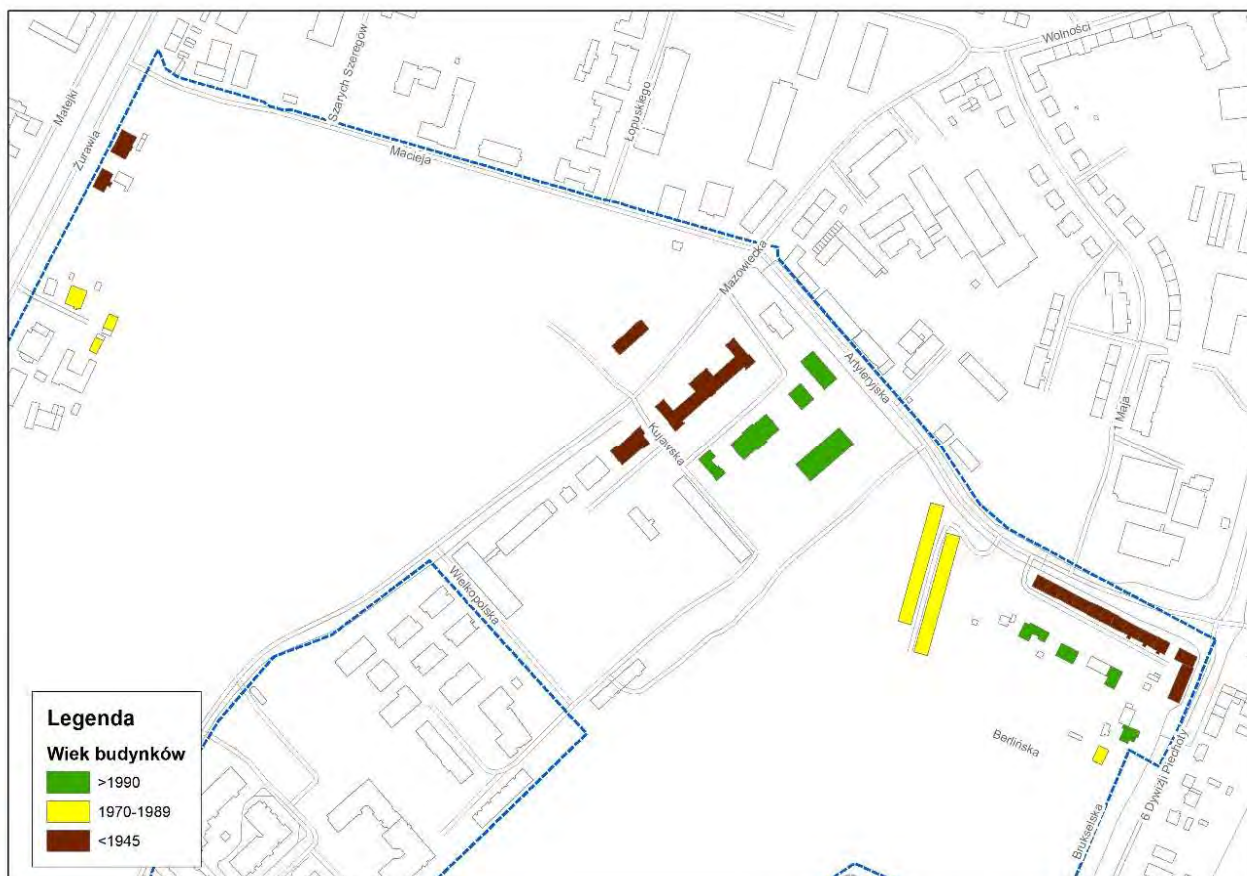 Wolności
Szarych Szeregów
Matejki
Łopuskiego
Żurawia
Macieja
Mazowiecka
Artyleryjska
1 Maja
Kujawska
Wielkopolska
Berlińska
6 Dywizji Piechoty
Brukselska
Legenda
Wiek budynków
>1990
1970-1989
<1945